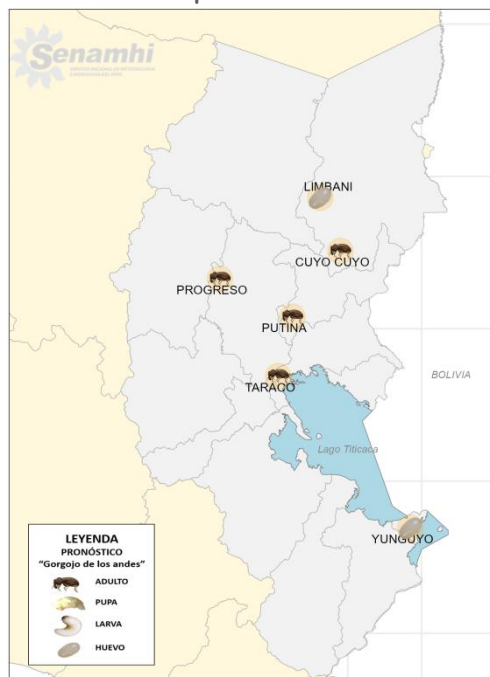 Senamhi
LIMBANI
CUYO CUYO
PROGRESO
PUTINA
TARACO
BOLIVIA
Lago Titicaca
YUNGUYO
LEYENDA
PRONÓSTICO
"Gorgojo de los andes"
ADULTO
PUPA
LARVA
HUEVO